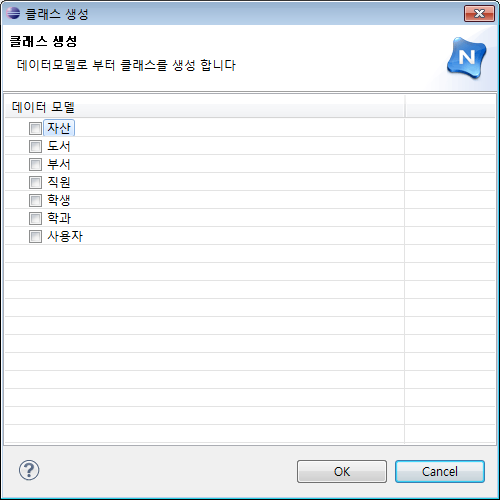 클래스 생성
클래스 생성
데이터모델로 부터 클래스를 생성 합니다
N
데이터 모델
자산
도서
부서
직원
학생
학과
사용자
?
OK
Cancel